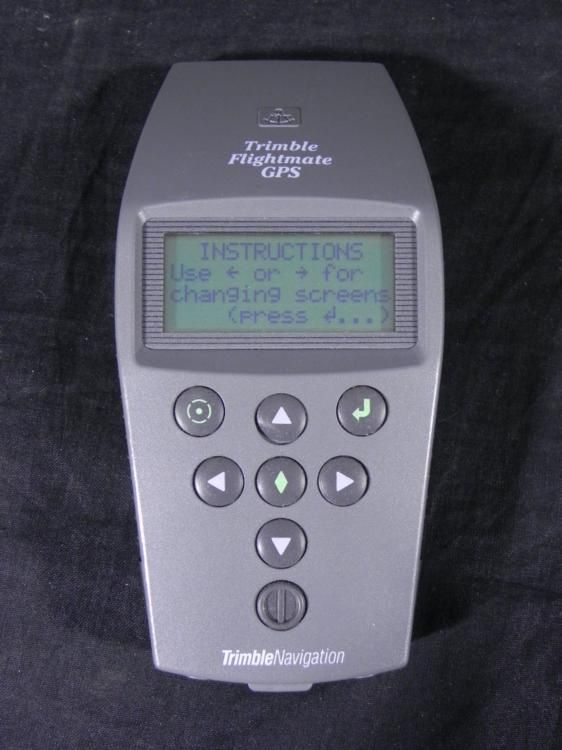 Trimble
Flightmate
GPS
INSTRUCTIONS
Use ← or → for
changing screens
(press ↲...)
TrimbleNavigation